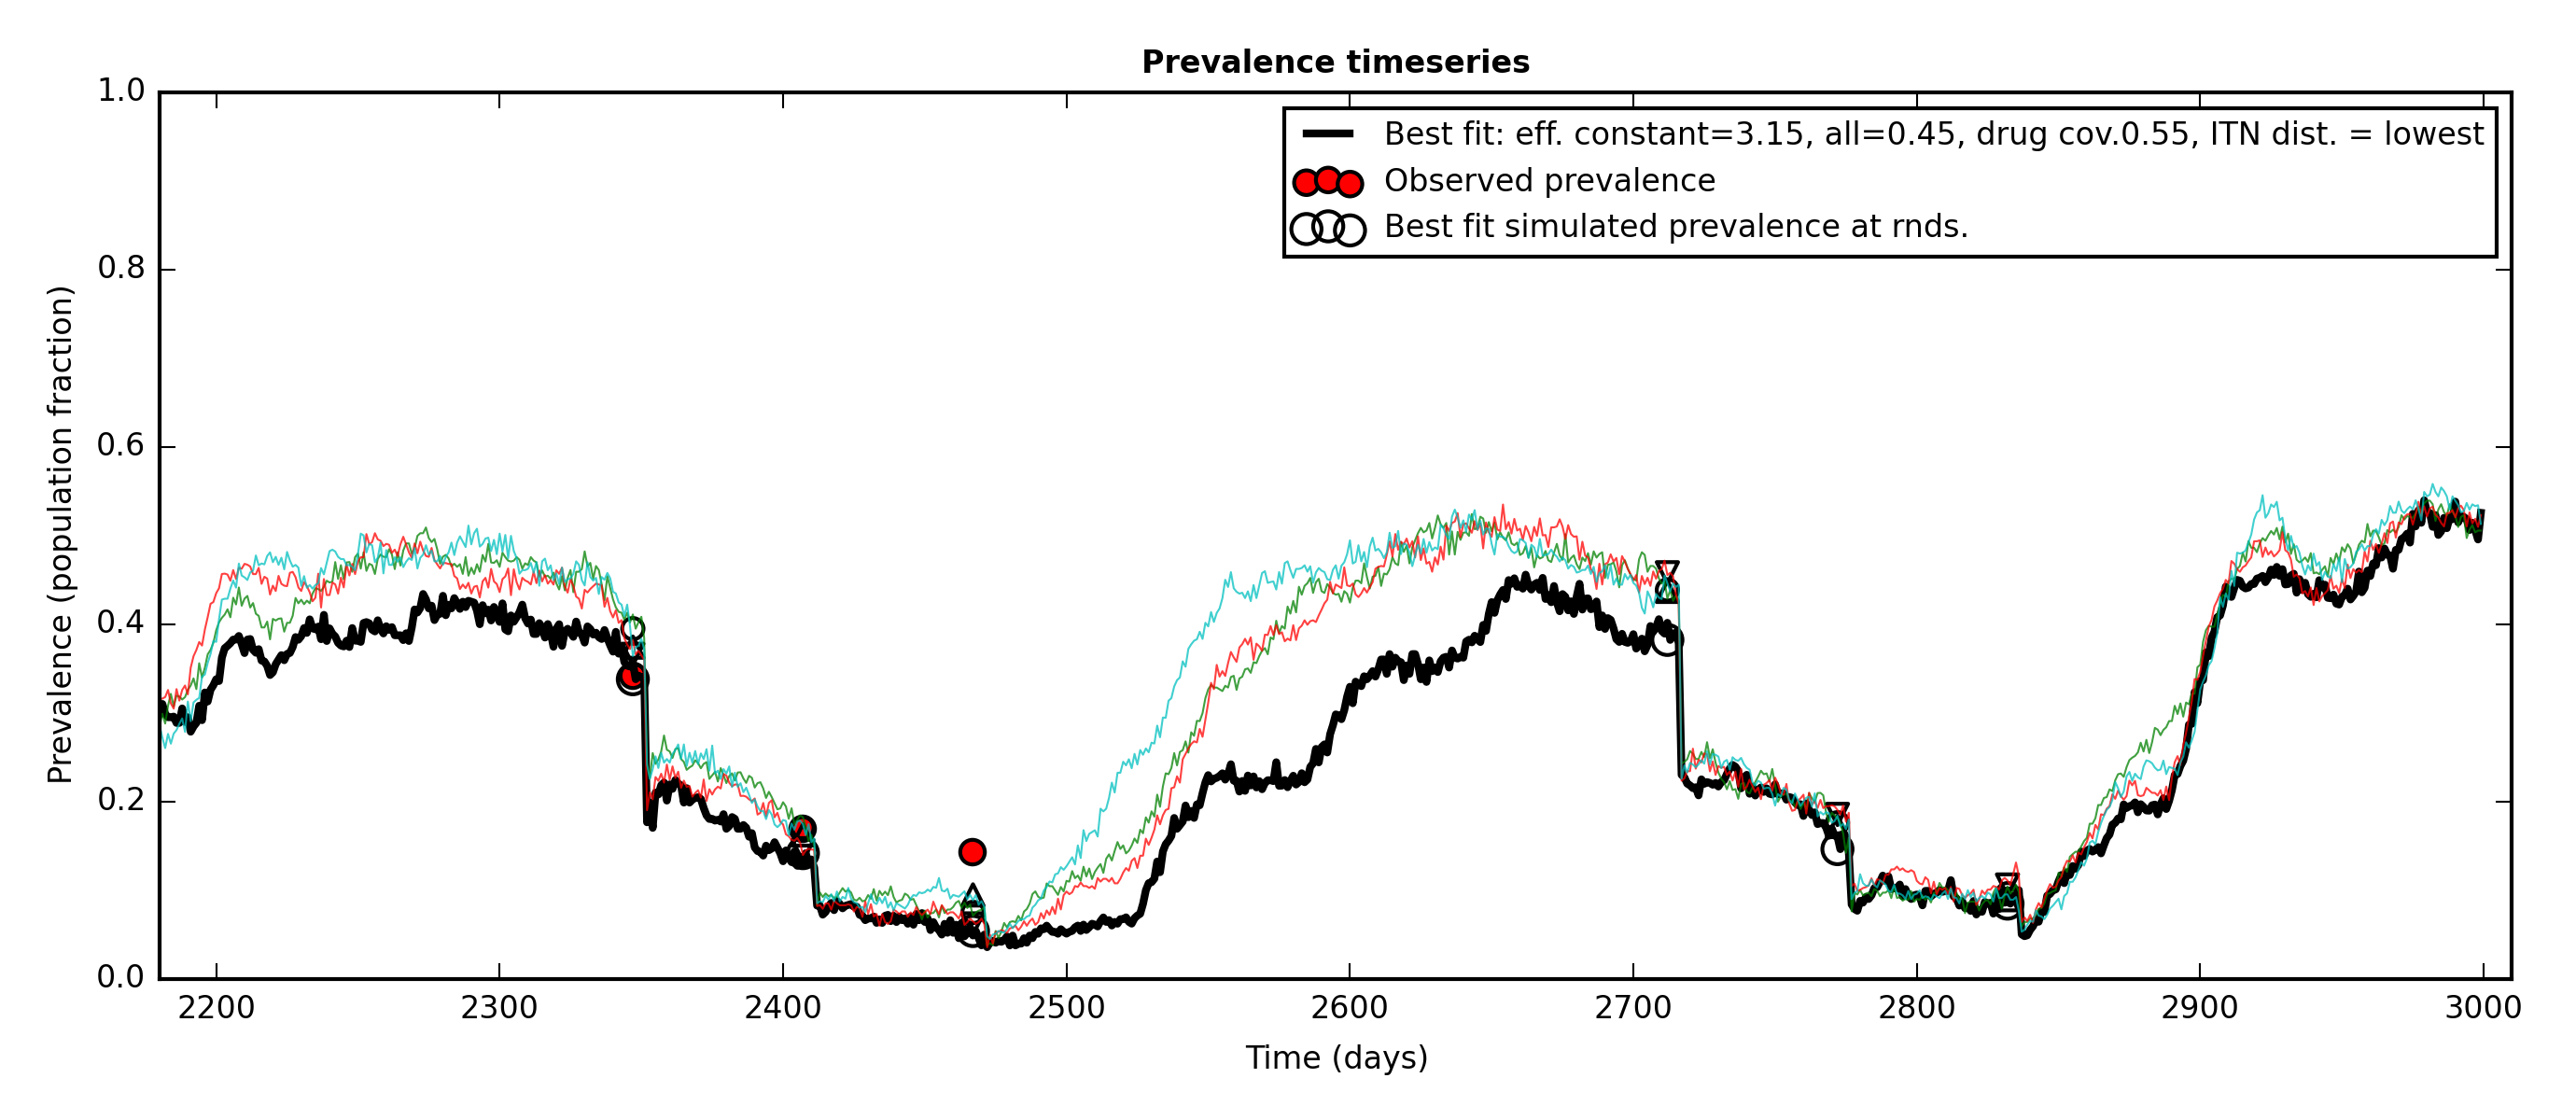 Prevalence timeseries
1.0
0.8
0.6
0.4
0.2
0.0
Prevalence (population fraction)
Best fit: eff. constant=3.15, all=0.45, drug cov.0.55, ITN dist. = lowest
Observed prevalence
Best fit simulated prevalence at rnds.
2200 2300 2400 2500 2600 2700 2800 2900 3000
Time (days)